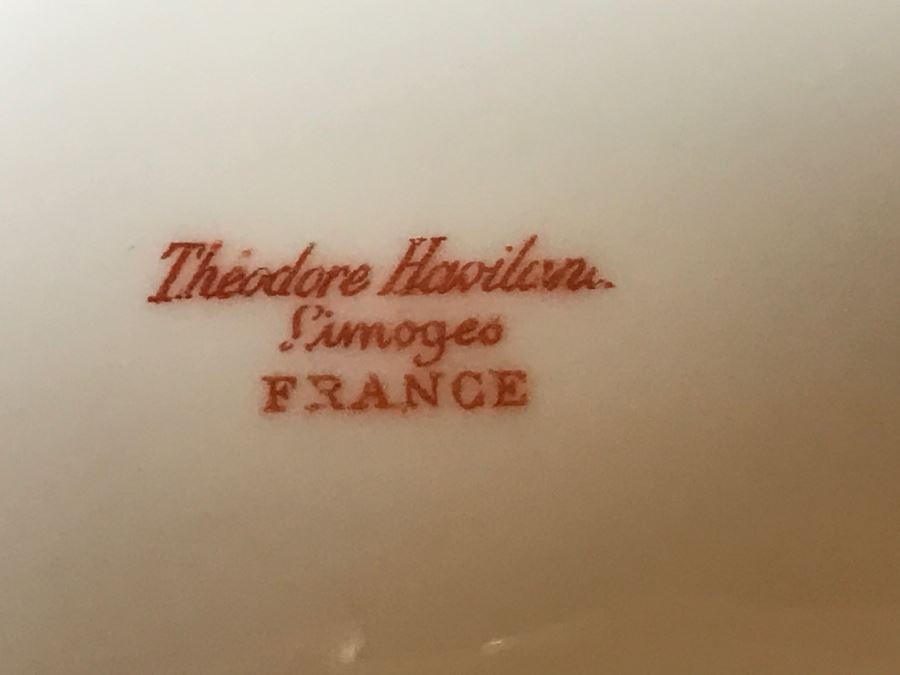 Théodore Haviland
Limoges
FRANCE